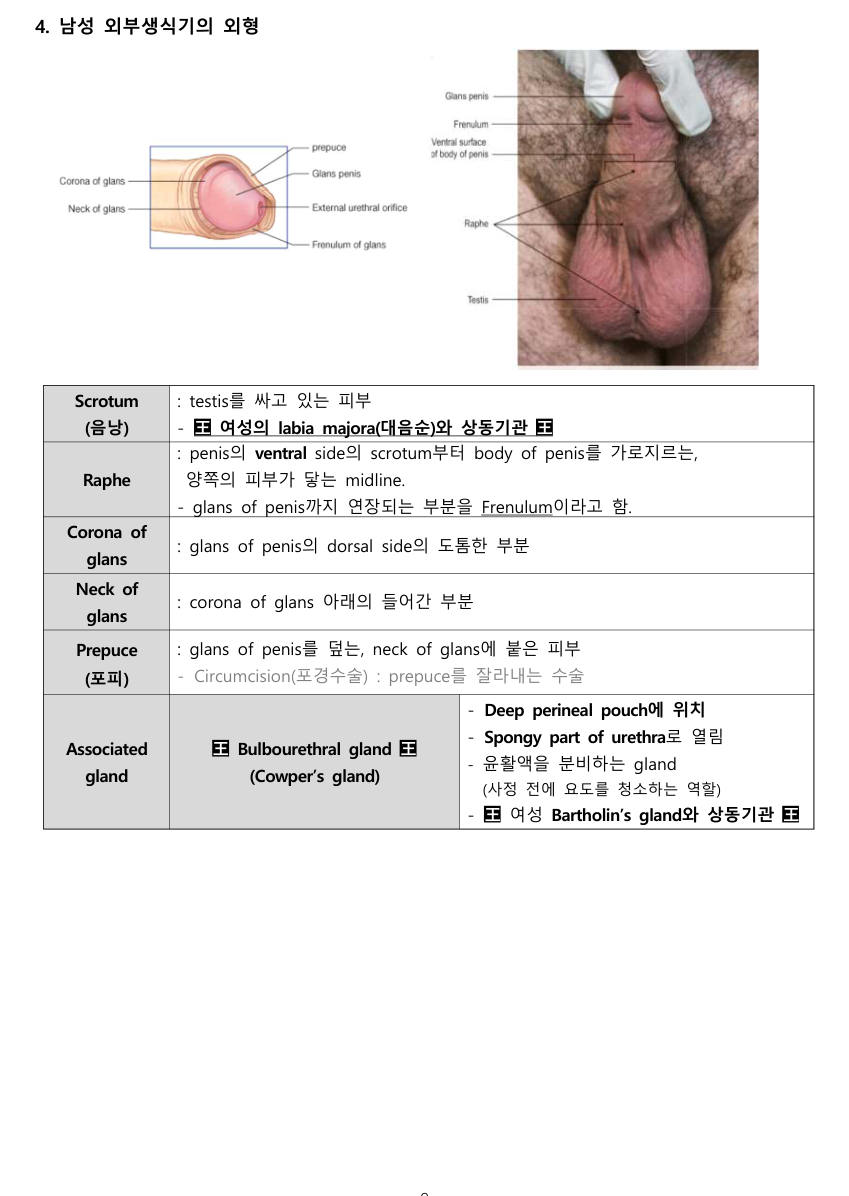 4. 남성 외부생식기의 외형
prepuce
Glans penis
External urethral orifice
Frenulum of glans
Corona of glans
Neck of glans
Glans penis
Frenulum
Ventral surface
of body of penis
Raphe
Testis
Scrotum
(음낭)
: testis를 싸고 있는 피부
- 王 여성의 labia majora(대음순)와 상동기관 王
Raphe
: penis의 ventral side의 scrotum부터 body of penis를 가로지르는,
양쪽의 피부가 닿는 midline.
- glans of penis까지 연장되는 부분을 Frenulum이라고 함.
Corona of
glans
: glans of penis의 dorsal side의 도톰한 부분
Neck of
glans
: corona of glans 아래의 들어간 부분
Prepuce
(포피)
: glans of penis를 덮는, neck of glans에 붙은 피부
- Circumcision(포경수술) : prepuce를 잘라내는 수술
Associated
gland
王 Bulbourethral gland 王
(Cowper's gland)
- Deep perineal pouch에 위치
- Spongy part of urethra로 열림
- 윤활액을 분비하는 gland
(사정 전에 요도를 청소하는 역할)
- 王 여성 Bartholin's gland와 상동기관 王